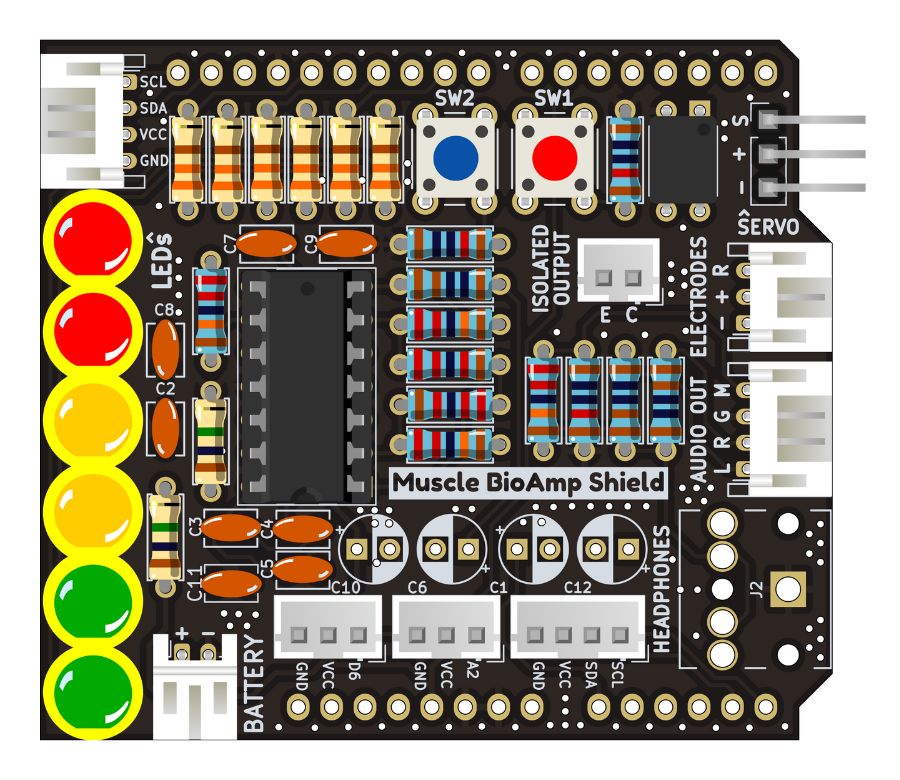 SCL
SDA
VCC
GND
SW2
SW1
S
+
-
SERVO
LEDs
C7
C9
ISOLATED
OUTPUT
E C
ELECTRODES
- + R
C8
C2
AUDIO OUT
L R G M
Muscle BioAmp Shield
C3
C4
C11
C5
+
C10
C6
+
+
C1
C12
+
HEADPHONES
J2
+ -
BATTERY
GND
VCC
D6
GND
VCC
A2
GND
VCC
SDA
SCL